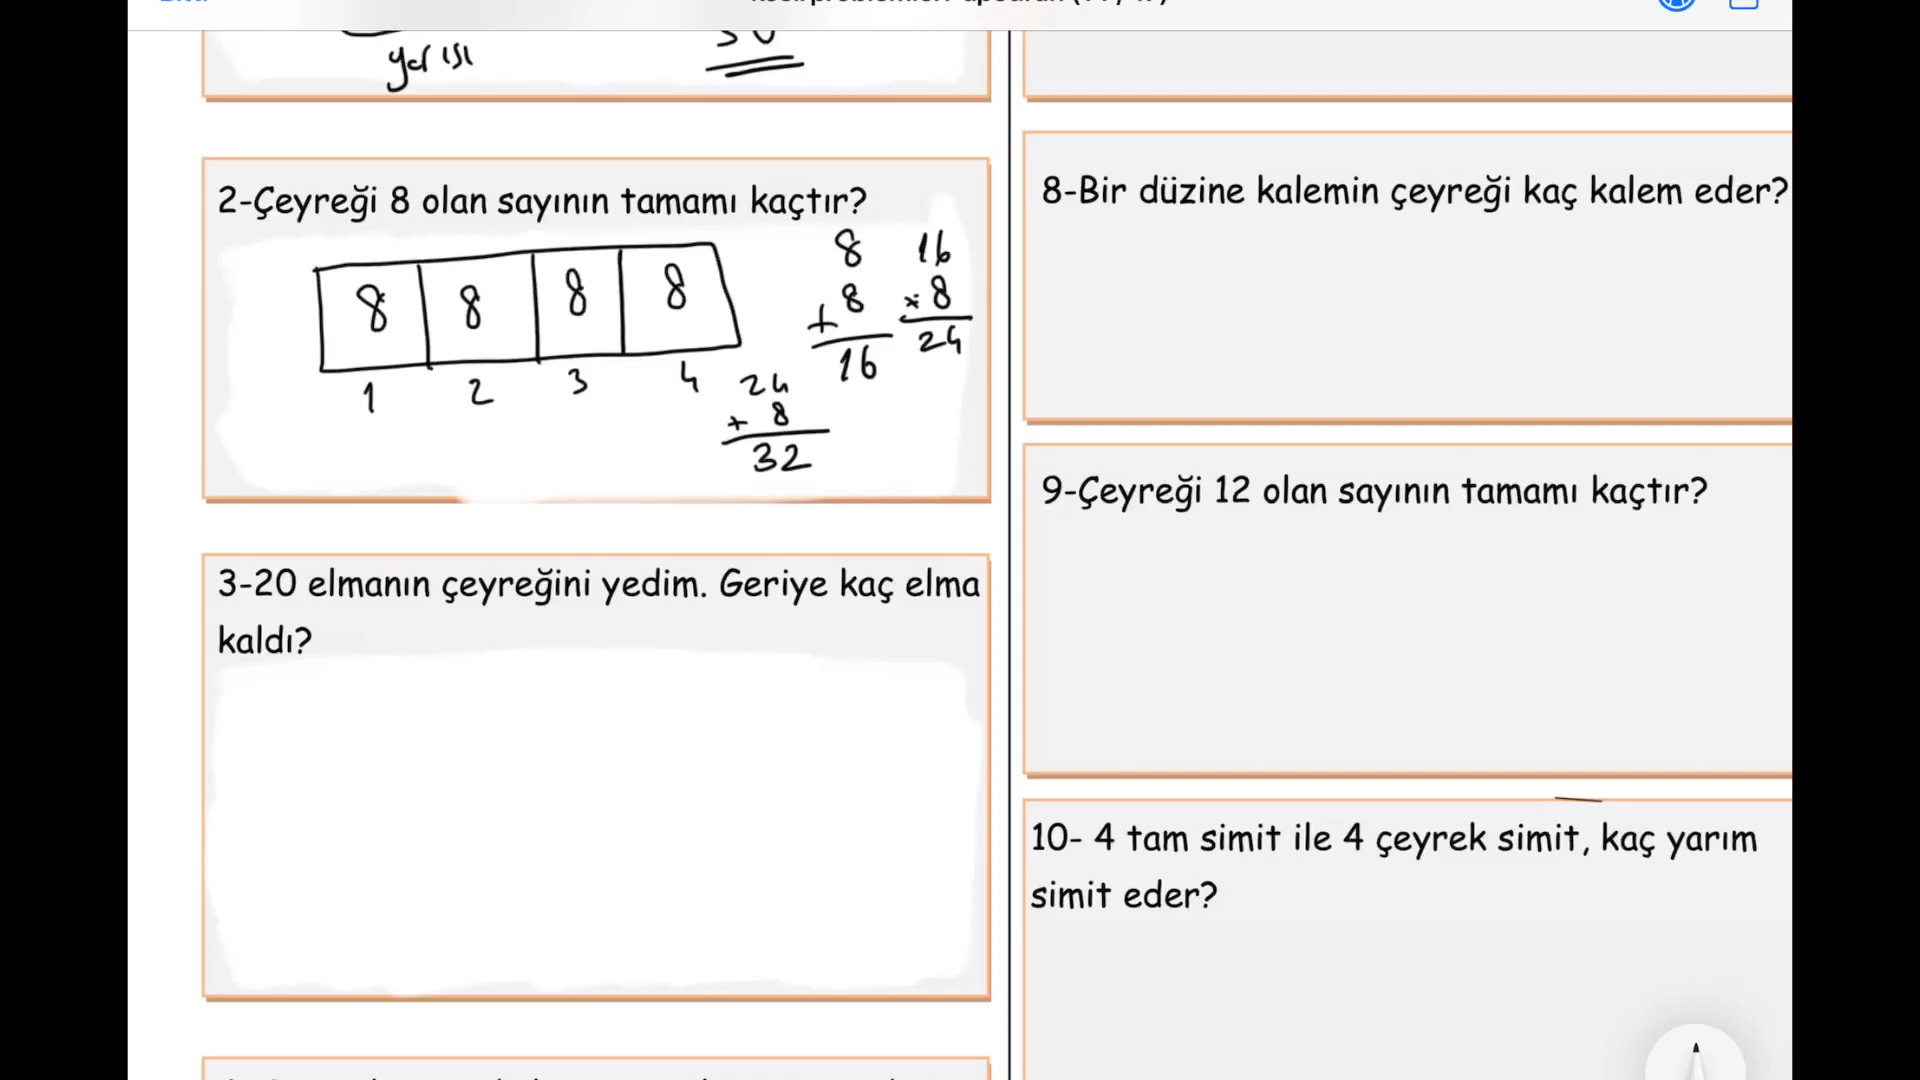 yarısı
2-Çeyreği 8 olan sayının tamamı kaçtır?
8 8 8 8
1 2 3 4
8
+ 8
16
16
× 8
24
24
+ 8
32
3-20 elmanın çeyreğini yedim. Geriye kaç elma
kaldı?
8-Bir düzine kalemin çeyreği kaç kalem eder?
9-Çeyreği 12 olan sayının tamamı kaçtır?
10- 4 tam simit ile 4 çeyrek simit, kaç yarım
simit eder?